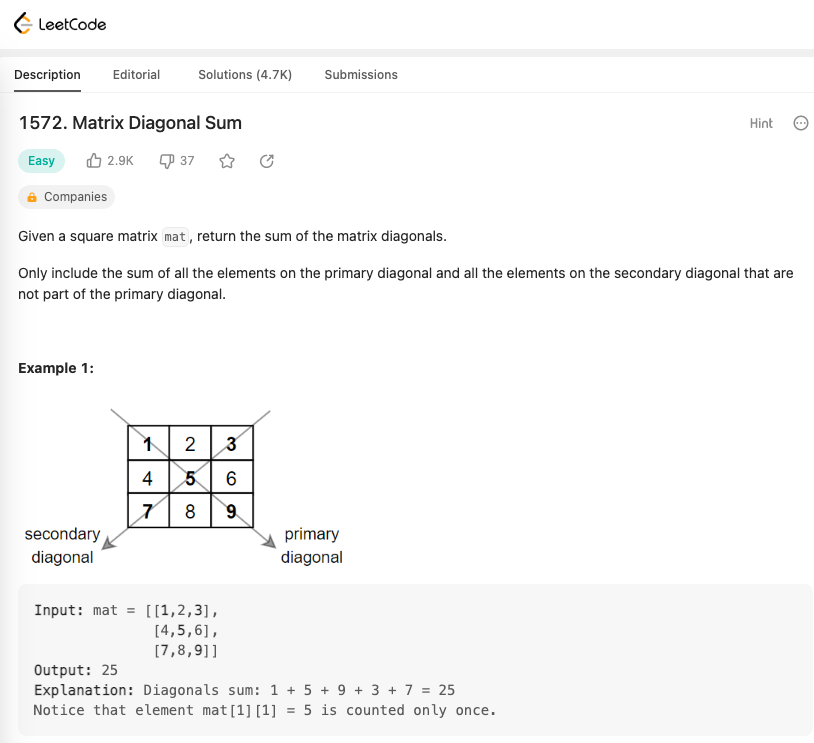 LeetCode
Description Editorial Solutions (4.7K) Submissions
1572. Matrix Diagonal Sum Hint
Easy 2.9K 37
Companies
Given a square matrix mat, return the sum of the matrix diagonals.
Only include the sum of all the elements on the primary diagonal and all the elements on the secondary diagonal that are
not part of the primary diagonal.
Example 1:
1 2 3
4 5 6
7 8 9
secondary primary
diagonal diagonal
Input: mat = [[1,2,3],
[4,5,6],
[7,8,9]]
Output: 25
Explanation: Diagonals sum: 1 + 5 + 9 + 3 + 7 = 25
Notice that element mat[1][1] = 5 is counted only once.